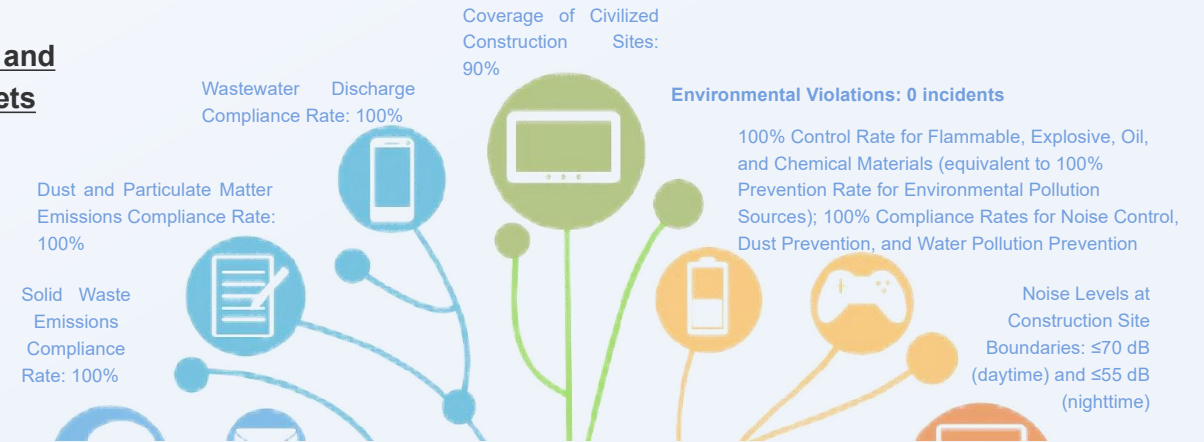 and
ets
Coverage of Civilized
Construction Sites:
90%
Wastewater Discharge
Compliance Rate: 100%
Environmental Violations: 0 incidents
100% Control Rate for Flammable, Explosive, Oil,
and Chemical Materials (equivalent to 100%
Prevention Rate for Environmental Pollution
Sources); 100% Compliance Rates for Noise Control,
Dust Prevention, and Water Pollution Prevention
Dust and Particulate Matter
Emissions Compliance Rate:
100%
Solid Waste
Emissions
Compliance
Rate: 100%
Noise Levels at
Construction Site
Boundaries: ≤70 dB
(daytime) and ≤55 dB
(nighttime)